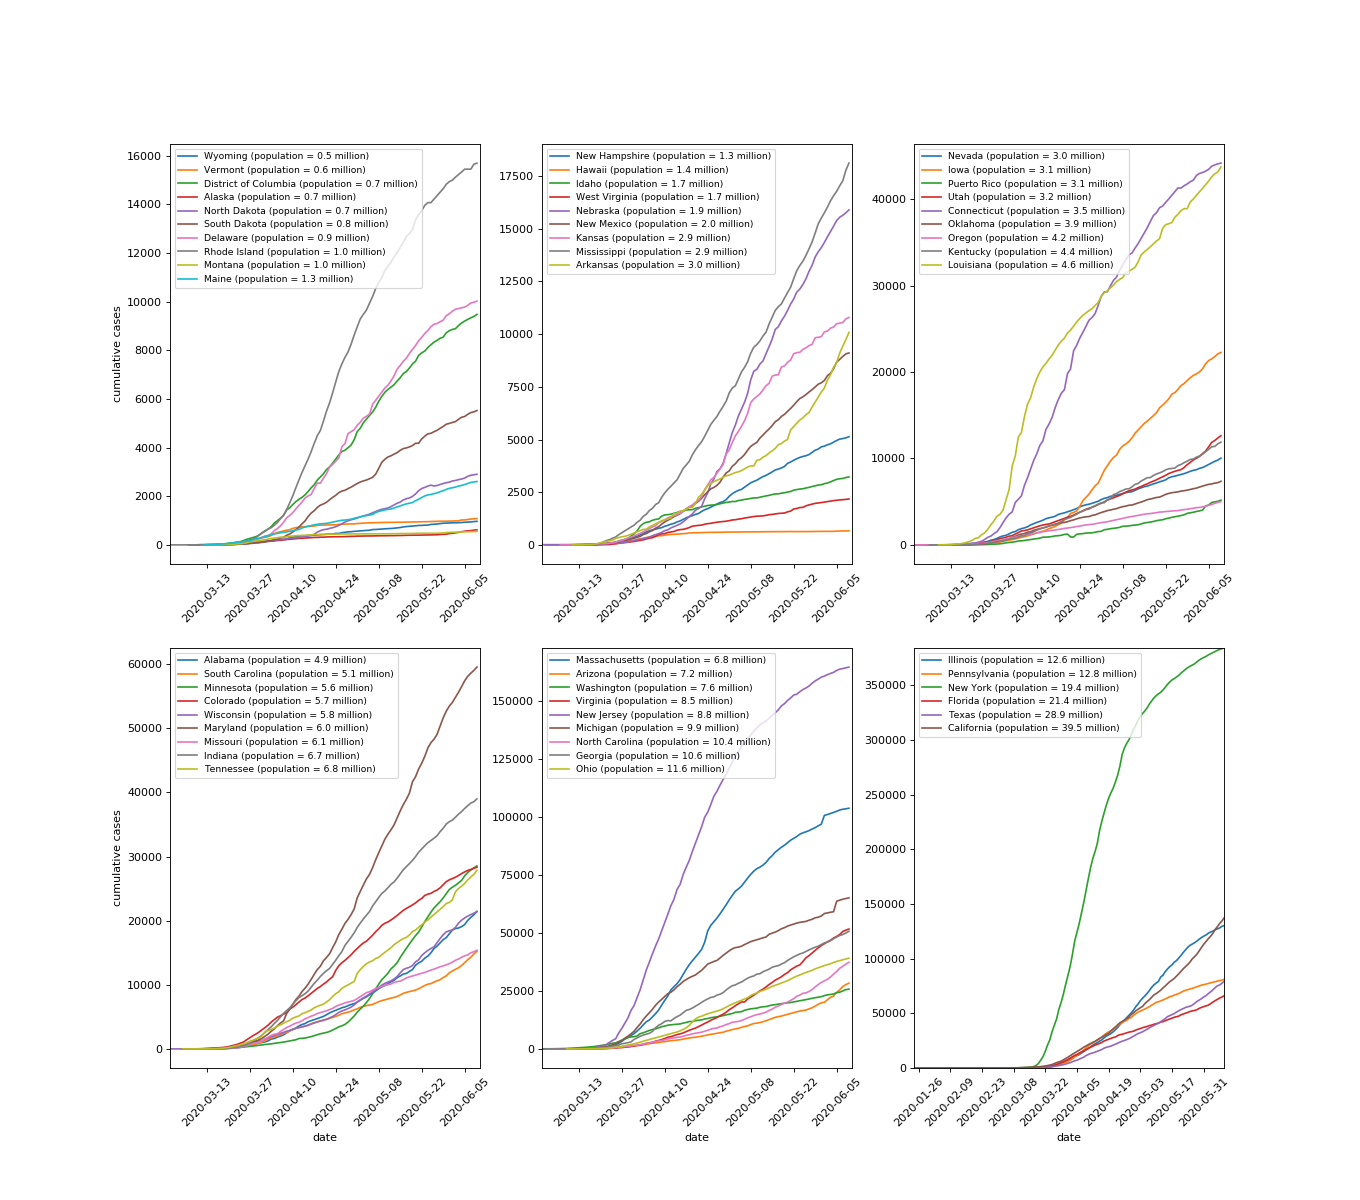 16000
14000
12000
10000
8000
6000
4000
2000
0
cumulative cases
Wyoming (population = 0.5 million)
Vermont (population = 0.6 million)
District of Columbia (population = 0.7 million)
Alaska (population = 0.7 million)
North Dakota (population = 0.7 million)
South Dakota (population = 0.8 million)
Delaware (population = 0.9 million)
Rhode Island (population = 1.0 million)
Montana (population = 1.0 million)
Maine (population = 1.3 million)
2020-03-13
2020-03-27
2020-04-10
2020-04-24
2020-05-08
2020-05-22
2020-06-05
17500
15000
12500
10000
7500
5000
2500
0
New Hampshire (population = 1.3 million)
Hawaii (population = 1.4 million)
Idaho (population = 1.7 million)
West Virginia (population = 1.7 million)
Nebraska (population = 1.9 million)
New Mexico (population = 2.0 million)
Kansas (population = 2.9 million)
Mississippi (population = 2.9 million)
Arkansas (population = 3.0 million)
2020-03-13
2020-03-27
2020-04-10
2020-04-24
2020-05-08
2020-05-22
2020-06-05
40000
30000
20000
10000
0
Nevada (population = 3.0 million)
Iowa (population = 3.1 million)
Puerto Rico (population = 3.1 million)
Utah (population = 3.2 million)
Connecticut (population = 3.5 million)
Oklahoma (population = 3.9 million)
Oregon (population = 4.2 million)
Kentucky (population = 4.4 million)
Louisiana (population = 4.6 million)
2020-03-13
2020-03-27
2020-04-10
2020-04-24
2020-05-08
2020-05-22
2020-06-05
60000
50000
40000
30000
20000
10000
0
cumulative cases
Alabama (population = 4.9 million)
South Carolina (population = 5.1 million)
Minnesota (population = 5.6 million)
Colorado (population = 5.7 million)
Wisconsin (population = 5.8 million)
Maryland (population = 6.0 million)
Missouri (population = 6.1 million)
Indiana (population = 6.7 million)
Tennessee (population = 6.8 million)
2020-03-13
2020-03-27
2020-04-10
2020-04-24
2020-05-08
2020-05-22
2020-06-05
date
150000
125000
100000
75000
50000
25000
0
Massachusetts (population = 6.8 million)
Arizona (population = 7.2 million)
Washington (population = 7.6 million)
Virginia (population = 8.5 million)
New Jersey (population = 8.8 million)
Michigan (population = 9.9 million)
North Carolina (population = 10.4 million)
Georgia (population = 10.6 million)
Ohio (population = 11.6 million)
2020-03-13
2020-03-27
2020-04-10
2020-04-24
2020-05-08
2020-05-22
2020-06-05
date
350000
300000
250000
200000
150000
100000
50000
0
Illinois (population = 12.6 million)
Pennsylvania (population = 12.8 million)
New York (population = 19.4 million)
Florida (population = 21.4 million)
Texas (population = 28.9 million)
California (population = 39.5 million)
2020-01-26
2020-02-09
2020-02-23
2020-03-08
2020-03-22
2020-04-05
2020-04-19
2020-05-03
2020-05-17
2020-05-31
date